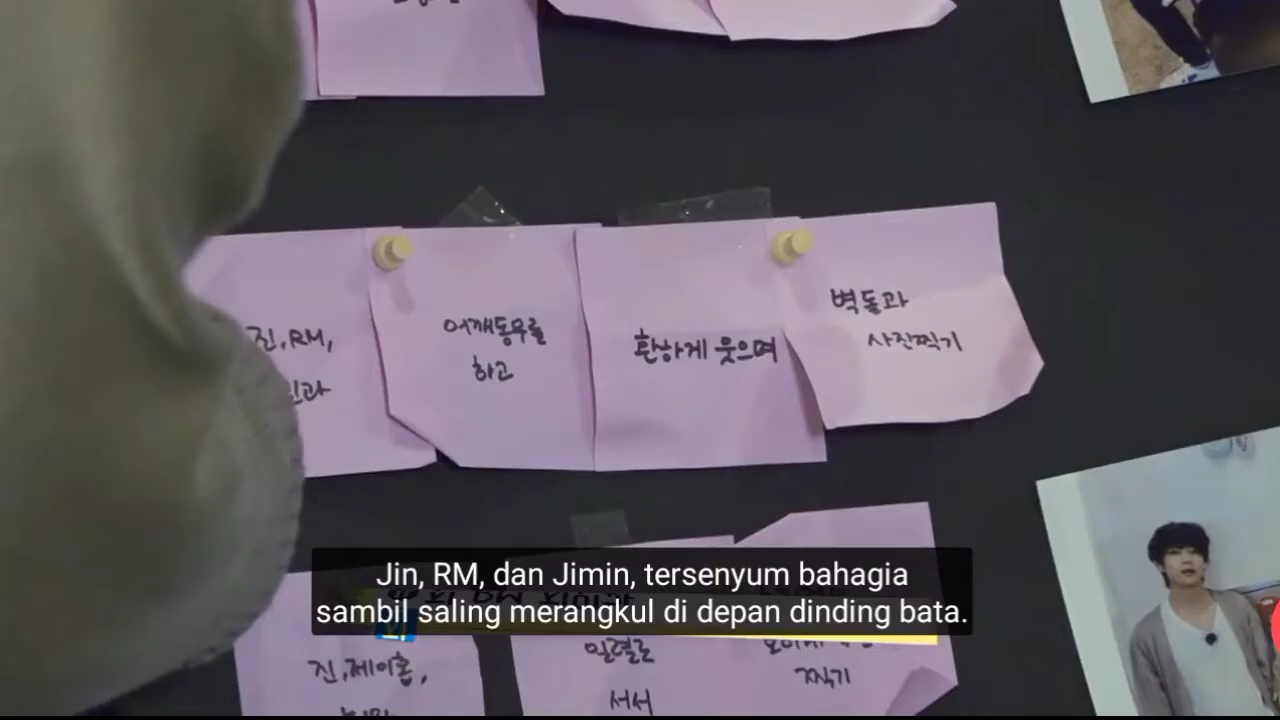 진, RM,
어깨동무를
하고
환하게 웃으며
벽돌과
사진찍기
Jin, RM, dan Jimin, tersenyum bahagia
sambil saling merangkul di depan dinding bata.
진, 제이홉,
일렬로
서서
찍기